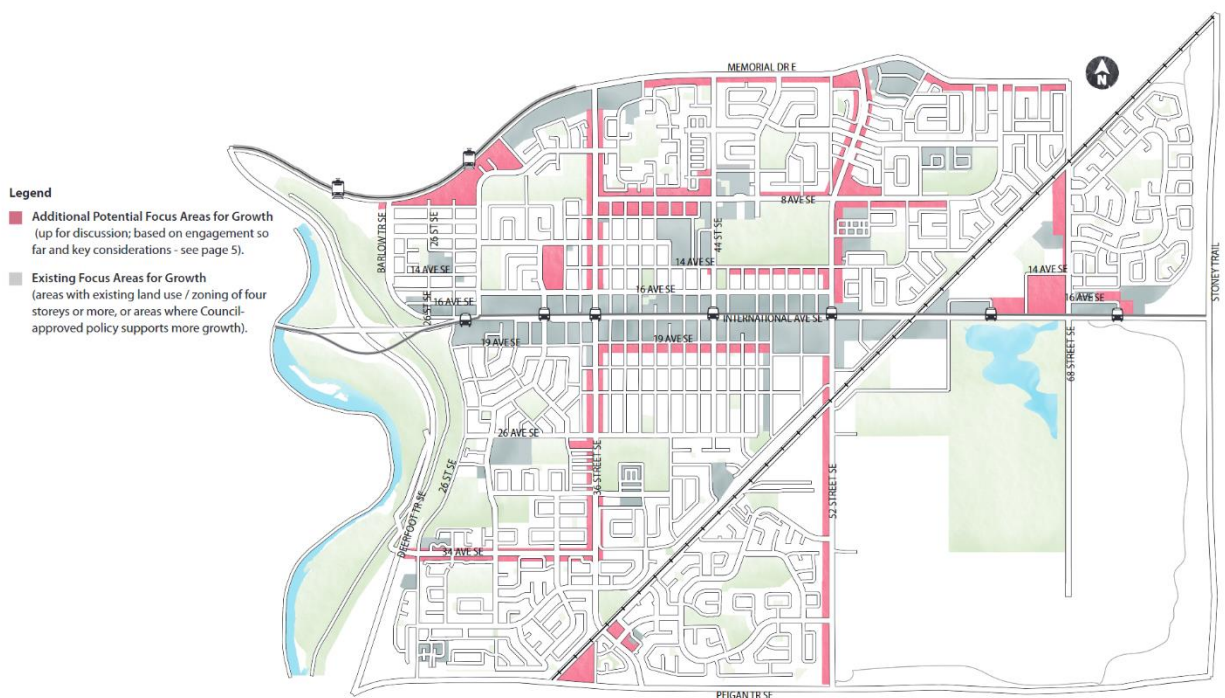 MEMORIAL DR E
N
Legend
Additional Potential Focus Areas for Growth
(up for discussion; based on engagement so
far and key considerations - see page 5).
Existing Focus Areas for Growth
(areas with existing land use / zoning of four
storeys or more, or areas where Council-
approved policy supports more growth).
BARLOW TR SE
26 ST SE
8 AVE SE
44 ST SE
14 AVE SE
14 AVE SE
14 AVE SE
STONEY TRAIL
16 AVE SE
16 AVE SE
16 AVE SE
26 ST SE
INTERNATIONAL AVE SE
19 AVE SE
19 AVE SE
68 STREET SE
26 AVE SE
26 ST SE
36 STREET SE
52 STREET SE
DEERFOOT TR SE
34 AVE SE
PEIGAN TR SE